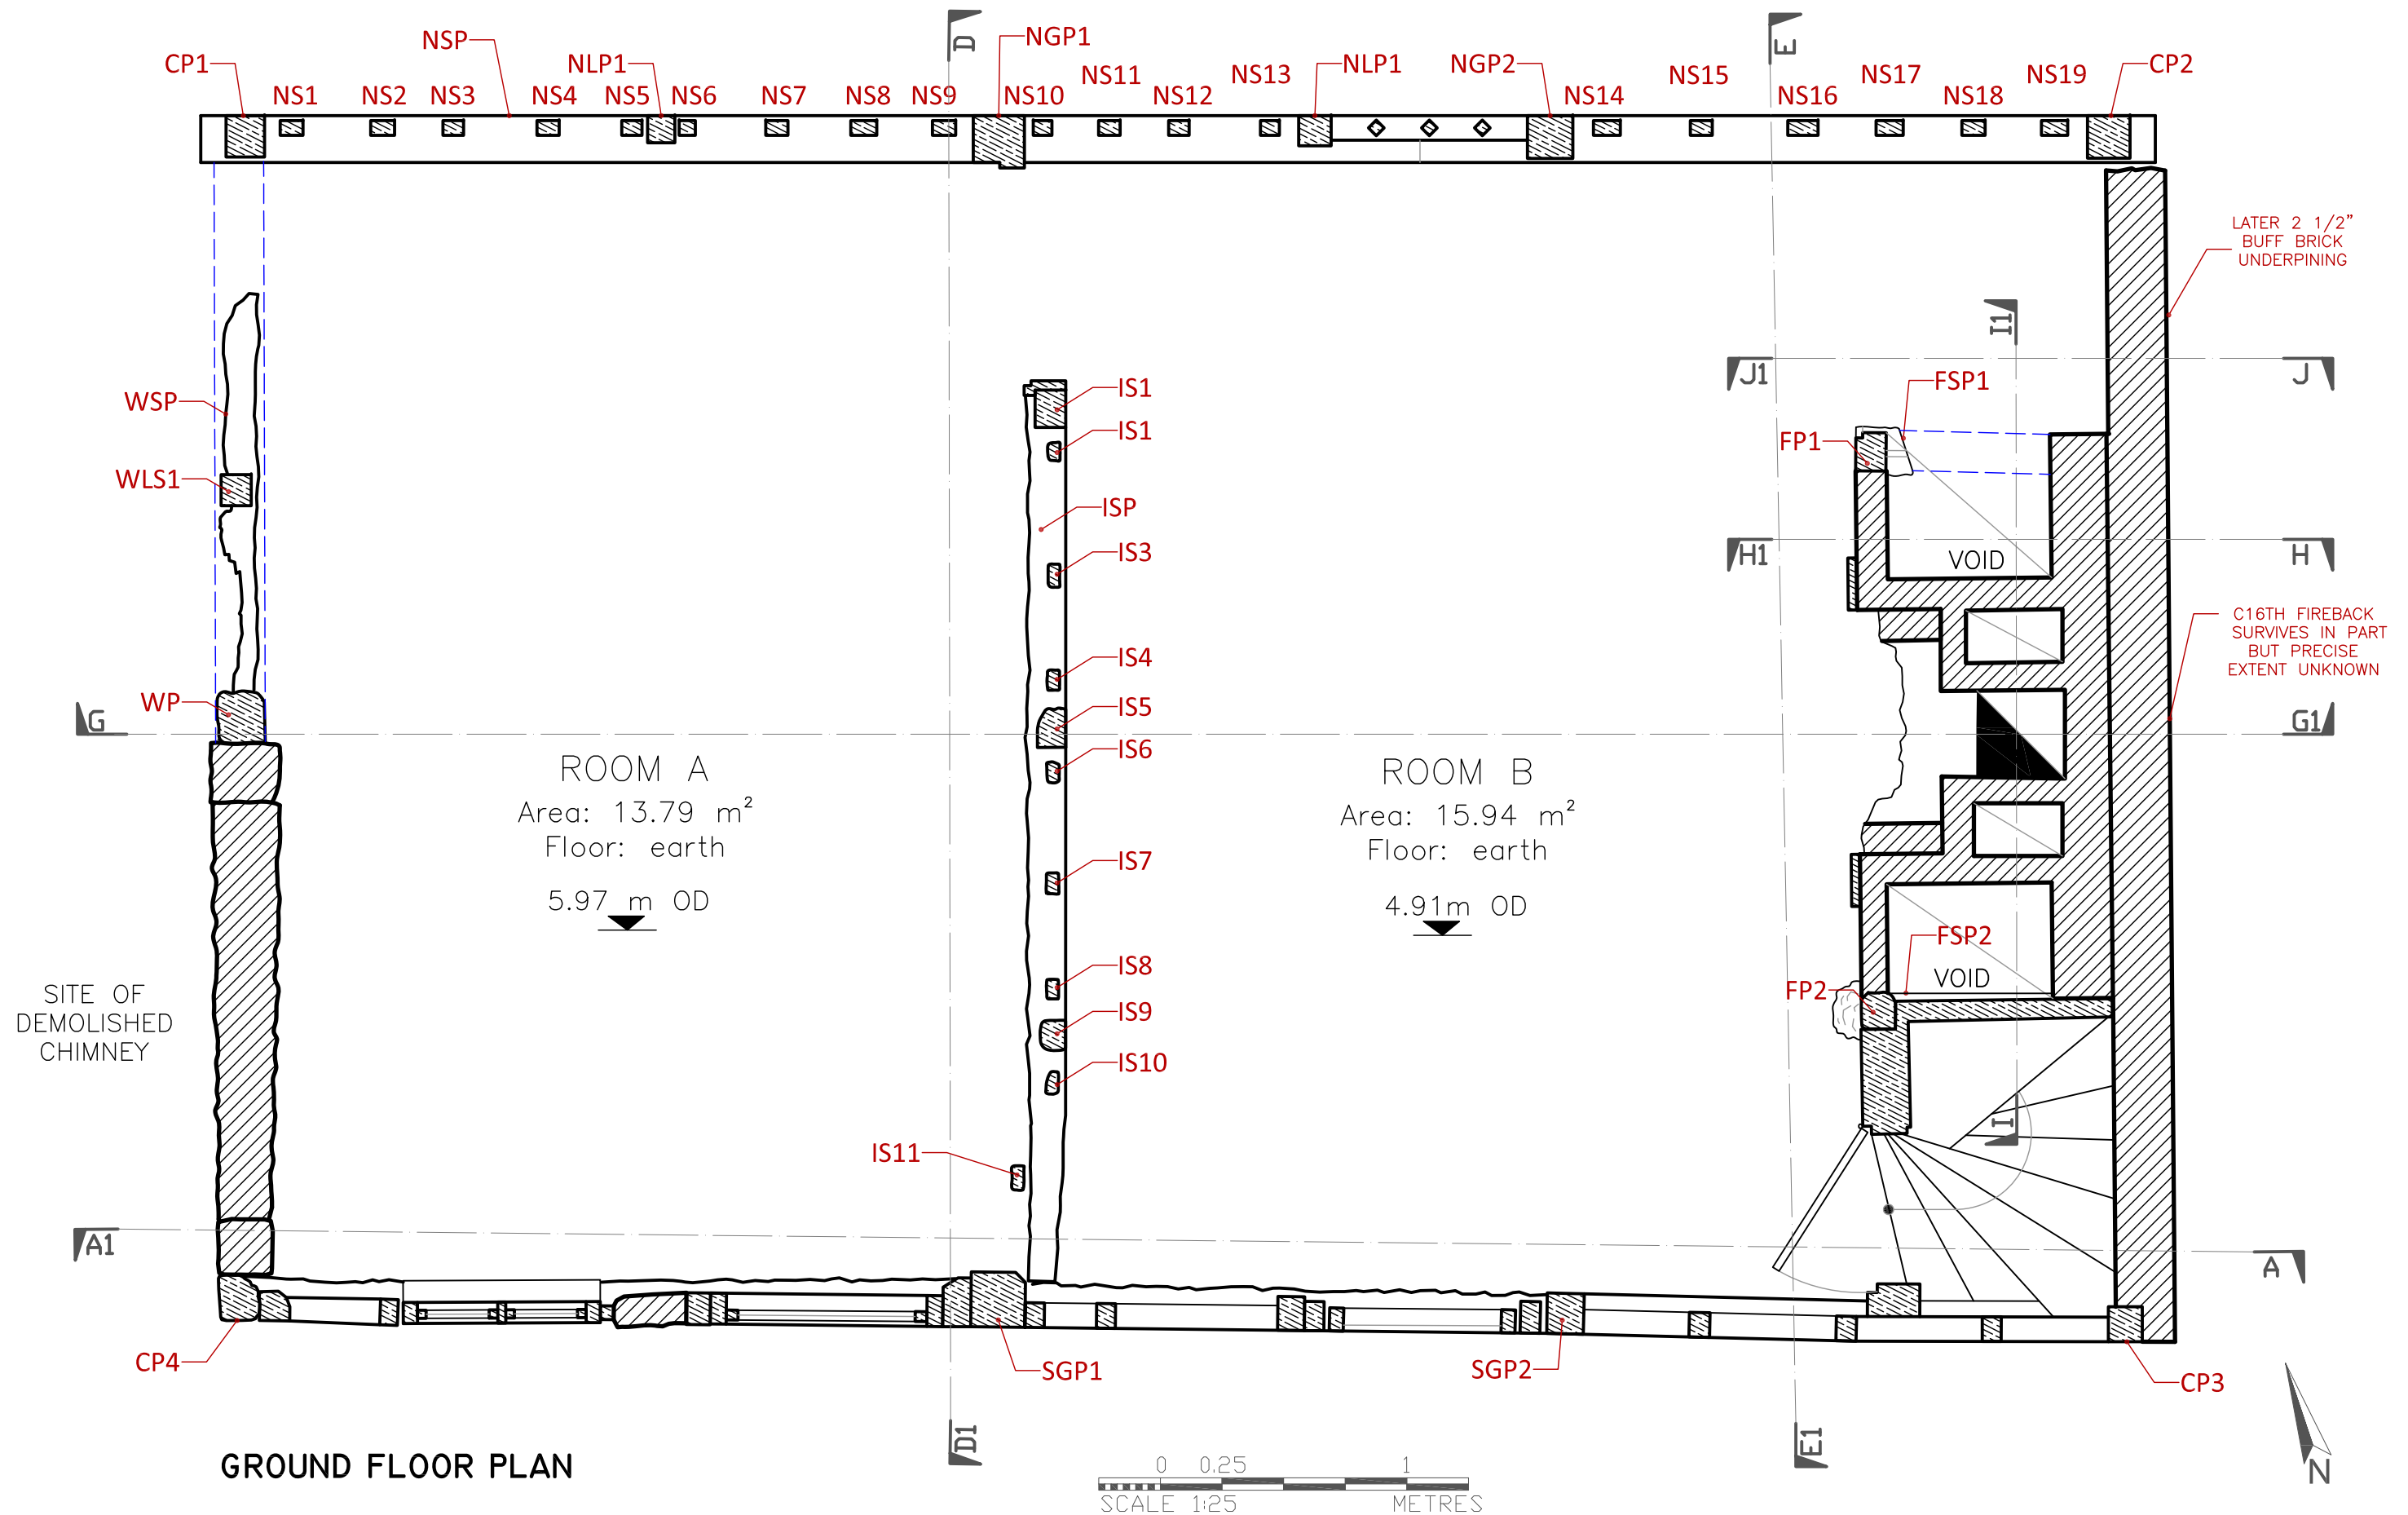 D
E
NGP1
NSP
CP1
NLP1
NS11
NS13
NLP1
NGP2
NS15
NS17
NS19
CP2
NS1
NS2
NS3
NS4
NS5
NS6
NS7
NS8
NS9
NS10
NS12
NS14
NS16
NS18
LATER 2 1/2"
BUFF BRICK
UNDERPINING
I1
J1
J
IS1
FSP1
WSP
IS1
FP1
WLS1
ISP
IS3
H1
H
VOID
C16TH FIREBACK
SURVIVES IN PART
BUT PRECISE
EXTENT UNKNOWN
IS4
WP
IS5
G
G1
IS6
ROOM A
Area: 13.79 m²
Floor: earth
5.97 m OD
ROOM B
Area: 15.94 m²
Floor: earth
4.91m OD
IS7
FSP2
IS8
VOID
FP2
SITE OF
DEMOLISHED
CHIMNEY
IS9
IS10
I
IS11
A1
A
CP4
SGP1
SGP2
CP3
D1
E1
GROUND FLOOR PLAN
0 0.25 1
SCALE 1:25 METRES
N